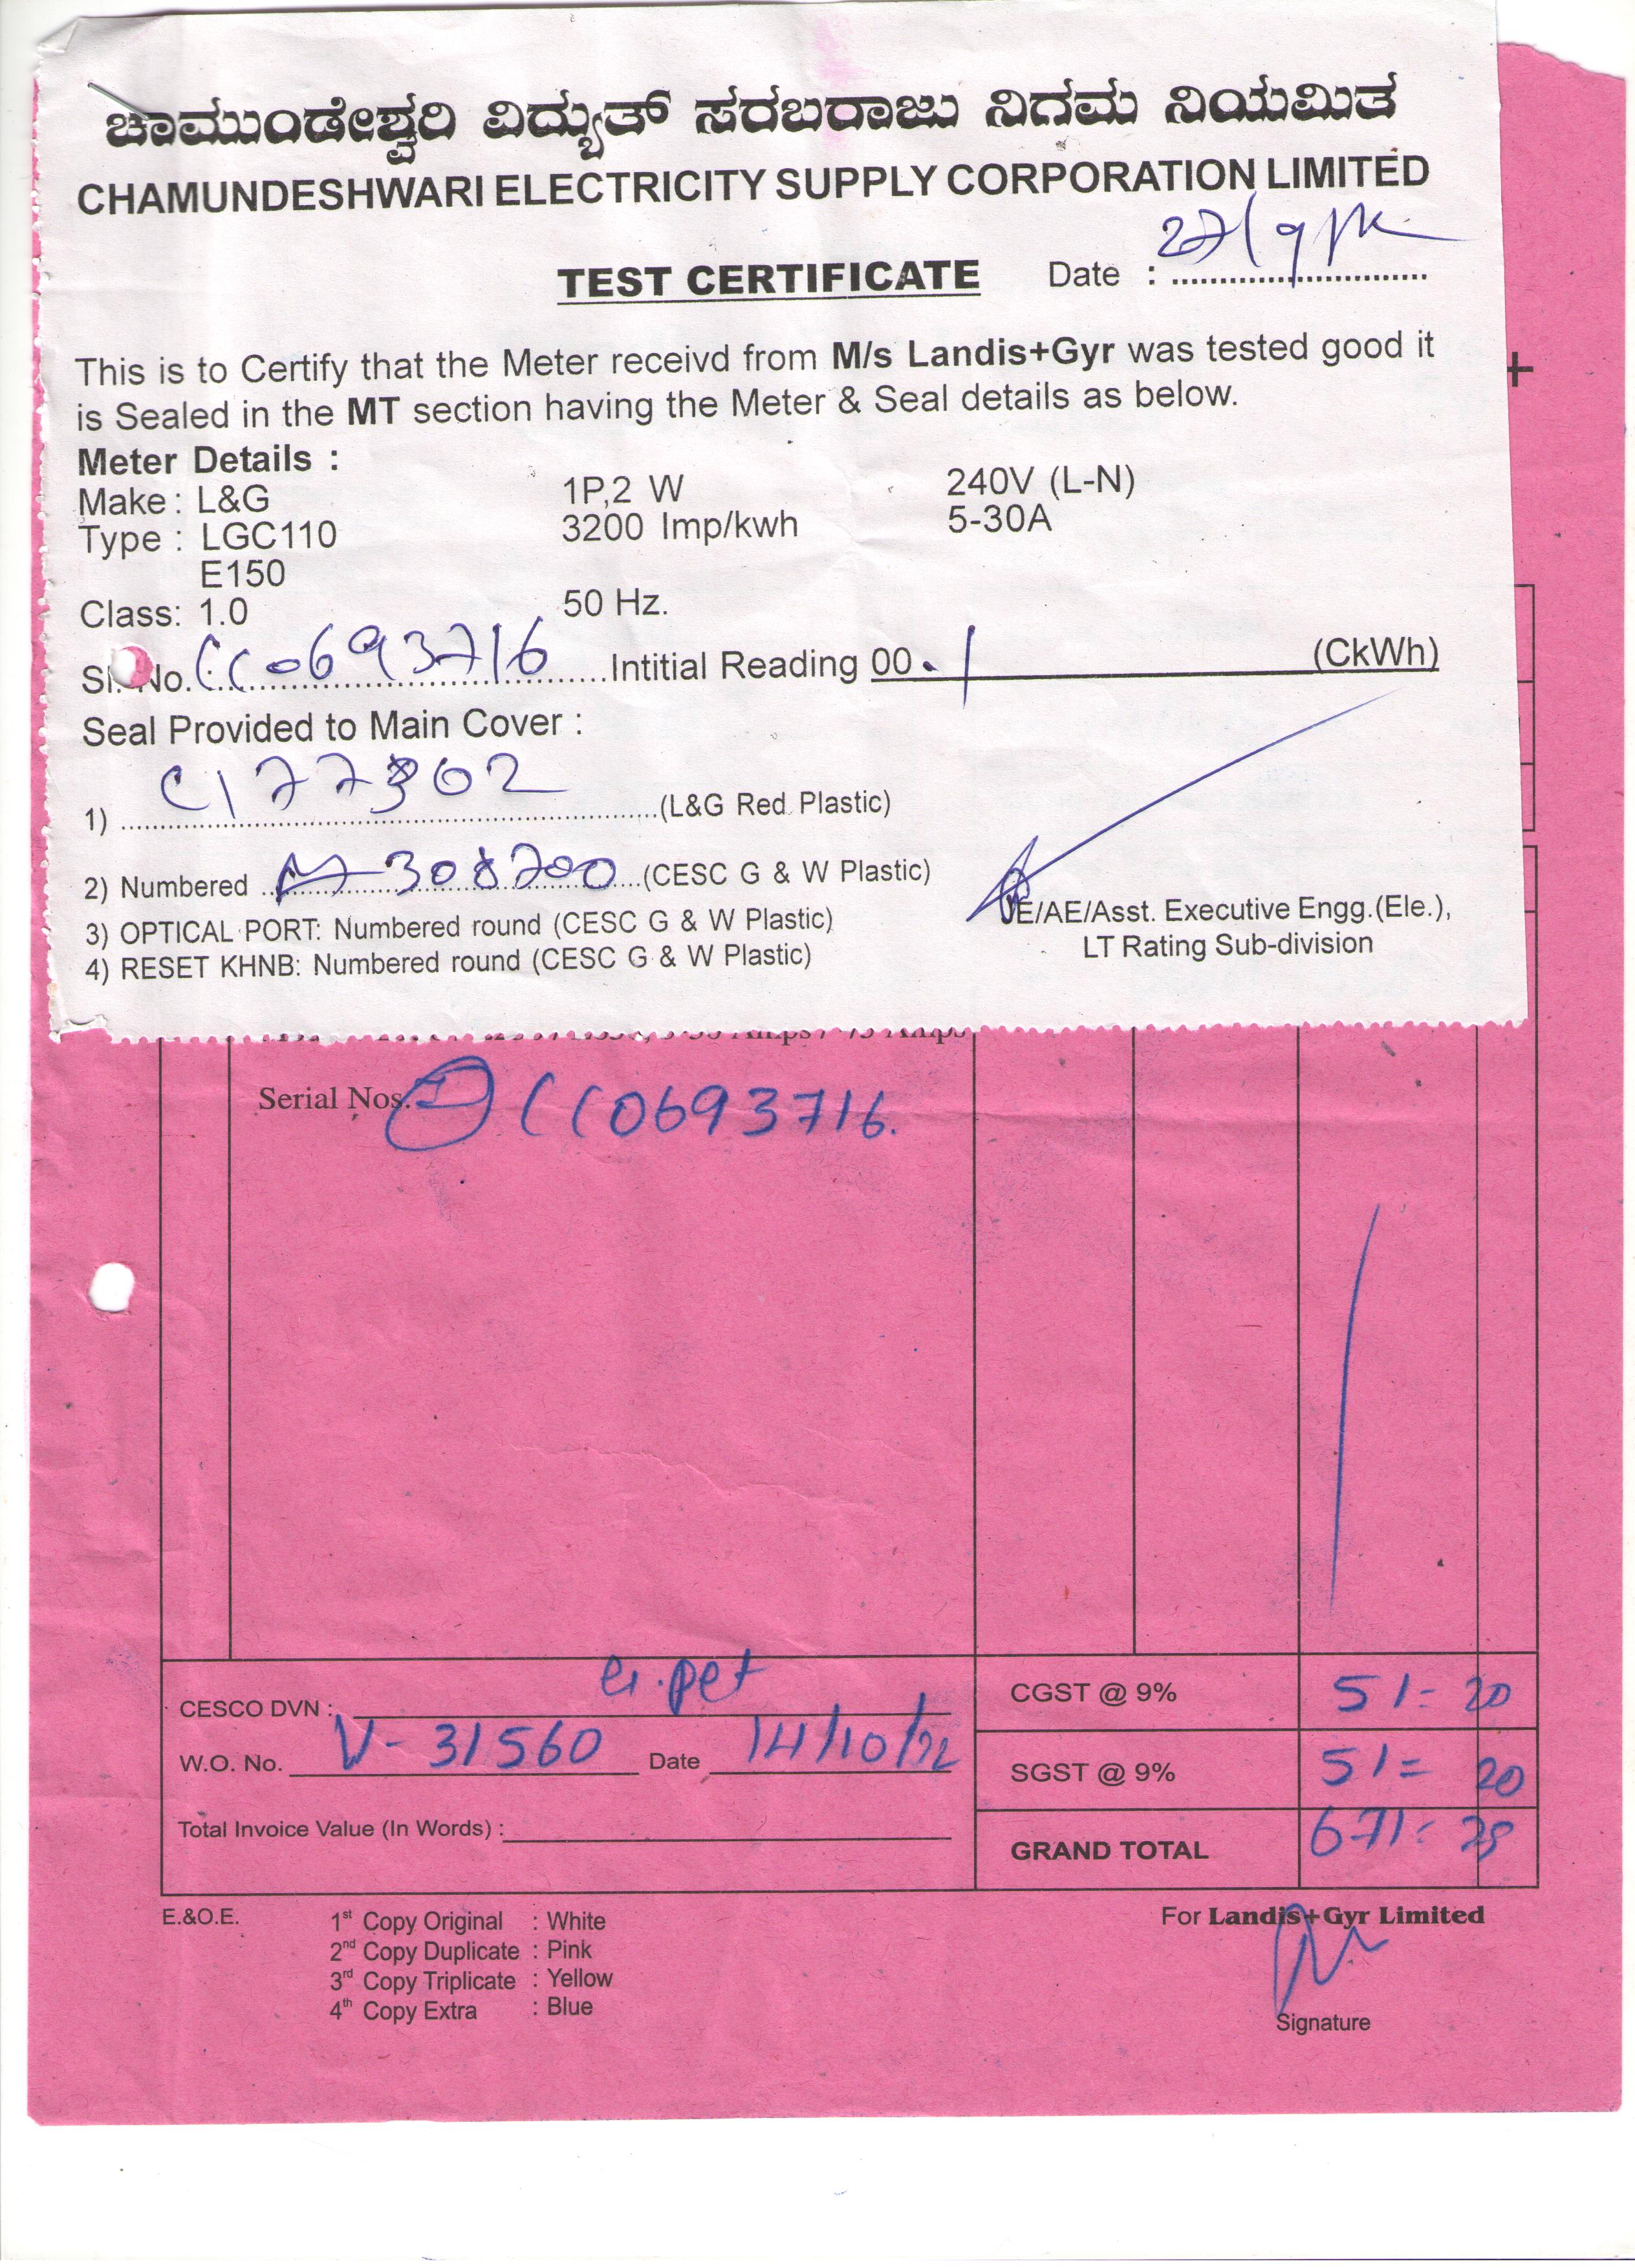 ಚಾಮುಂಡೇಶ್ವರಿ ವಿದ್ಯುತ್ ಸರಬರಾಜು ನಿಗಮ ನಿಯಮಿತ
CHAMUNDESHWARI ELECTRICITY SUPPLY CORPORATION LIMITED
TEST CERTIFICATE Date : 27/9/
This is to Certify that the Meter receivd from M/s Landis+Gyr was tested good it
is Sealed in the MT section having the Meter & Seal details as below.
Meter Details :
Make : L&G 1P,2 W 240V (L-N)
Type : LGC110 3200 Imp/kwh 5-30A
E150
Class: 1.0 50 Hz.
Sl. No. CC0693716 Intitial Reading 00.1 (CkWh)
Seal Provided to Main Cover :
1) C177302 (L&G Red Plastic)
2) Numbered 308700 (CESC G & W Plastic)
3) OPTICAL PORT: Numbered round (CESC G & W Plastic)
4) RESET KHNB: Numbered round (CESC G & W Plastic)
JE/AE/Asst. Executive Engg.(Ele.),
LT Rating Sub-division
Serial Nos. CC0693716.
CESCO DVN :
W.O. No. V-31560 Date 14/10/22
Total Invoice Value (In Words) :
CGST @ 9% 51=20
SGST @ 9% 51=20
GRAND TOTAL 671=
E.&O.E.
1st Copy Original : White
2nd Copy Duplicate : Pink
3rd Copy Triplicate : Yellow
4th Copy Extra : Blue
For Landis+Gyr Limited
Signature